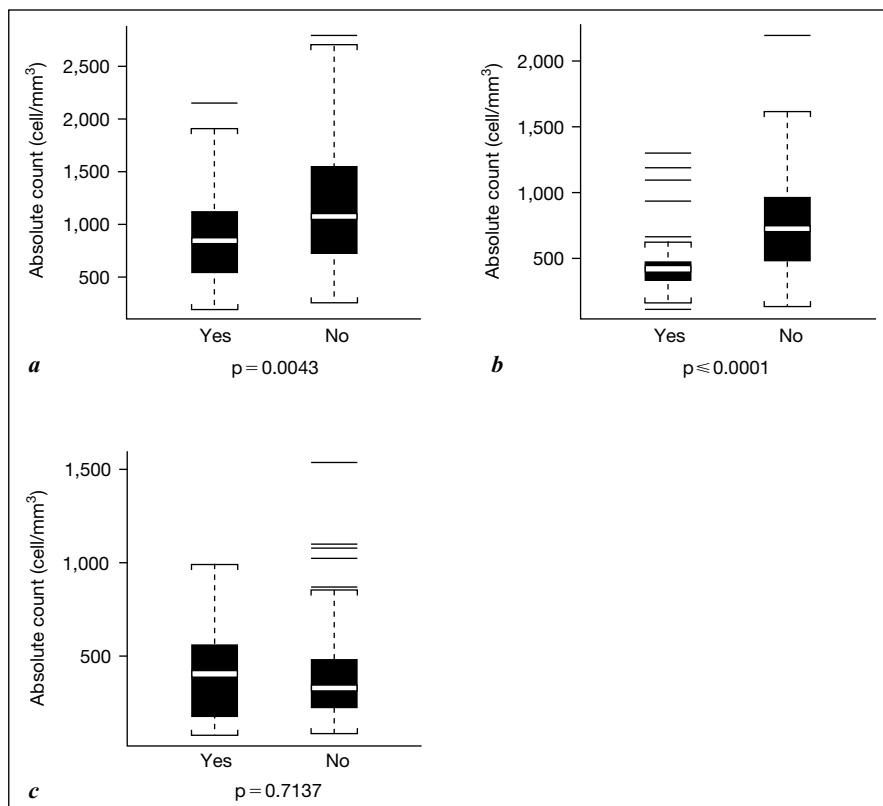 Absolute count (cell/mm³)
2,500
2,000
1,500
1,000
500
Yes No
a
p = 0.0043
Absolute count (cell/mm³)
2,000
1,500
1,000
500
Yes No
b
p ≤ 0.0001
Absolute count (cell/mm³)
1,500
1,000
500
Yes No
c
p = 0.7137